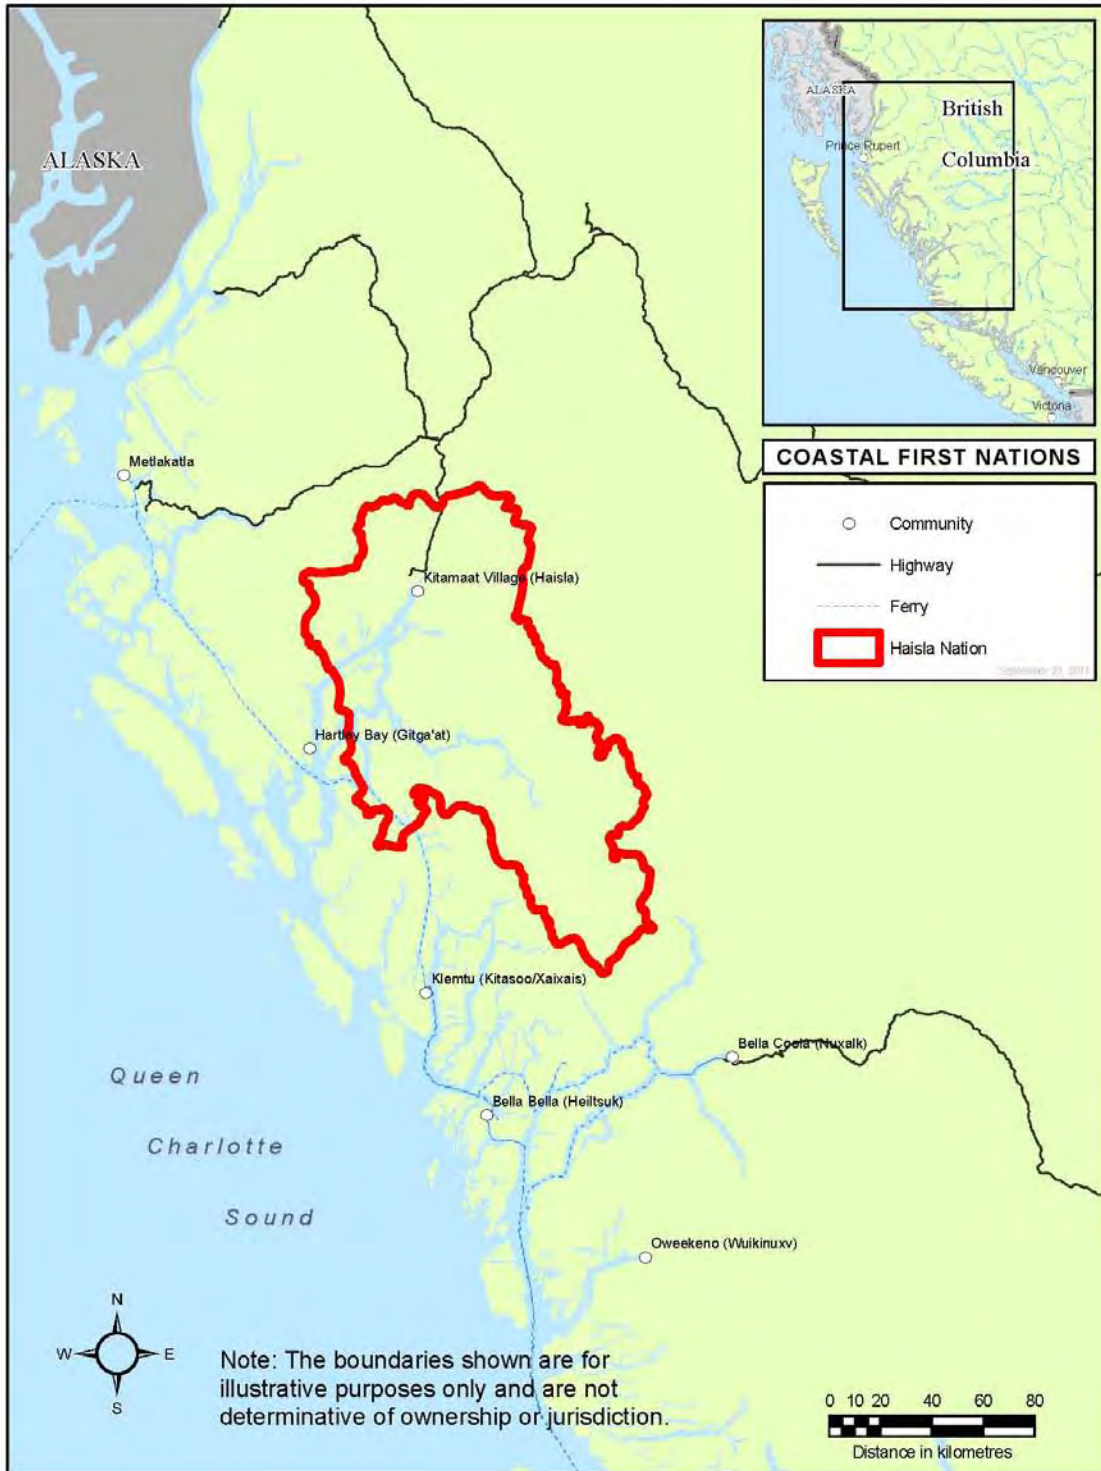 ALASKA
ALASKA
British
Columbia
Prince Rupert
Vancouver
Victoria
COASTAL FIRST NATIONS
Community
Highway
Ferry
Haisla Nation
September 21, 2011
Metlakatla
Kitamaat Village (Haisla)
Hartley Bay (Gitga'at)
Klemtu (Kitasoo/Xaixais)
Bella Coola (Nuxalk)
Bella Bella (Heiltsuk)
Queen
Charlotte
Sound
Oweekeno (Wuikinuxv)
N
W E
S
Note: The boundaries shown are for
illustrative purposes only and are not
determinative of ownership or jurisdiction.
0 10 20 40 60 80
Distance in kilometres